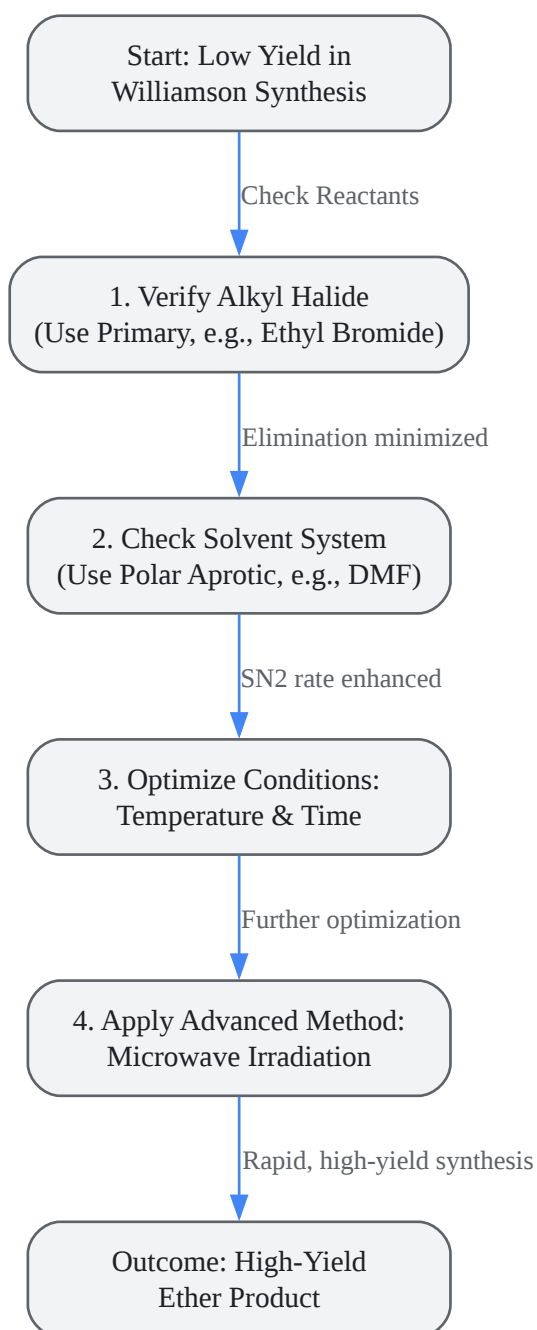 Start: Low Yield in
Williamson Synthesis
Check Reactants
1. Verify Alkyl Halide
(Use Primary, e.g., Ethyl Bromide)
Elimination minimized
2. Check Solvent System
(Use Polar Aprotic, e.g., DMF)
SN2 rate enhanced
3. Optimize Conditions:
Temperature & Time
Further optimization
4. Apply Advanced Method:
Microwave Irradiation
Rapid, high-yield synthesis
Outcome: High-Yield
Ether Product